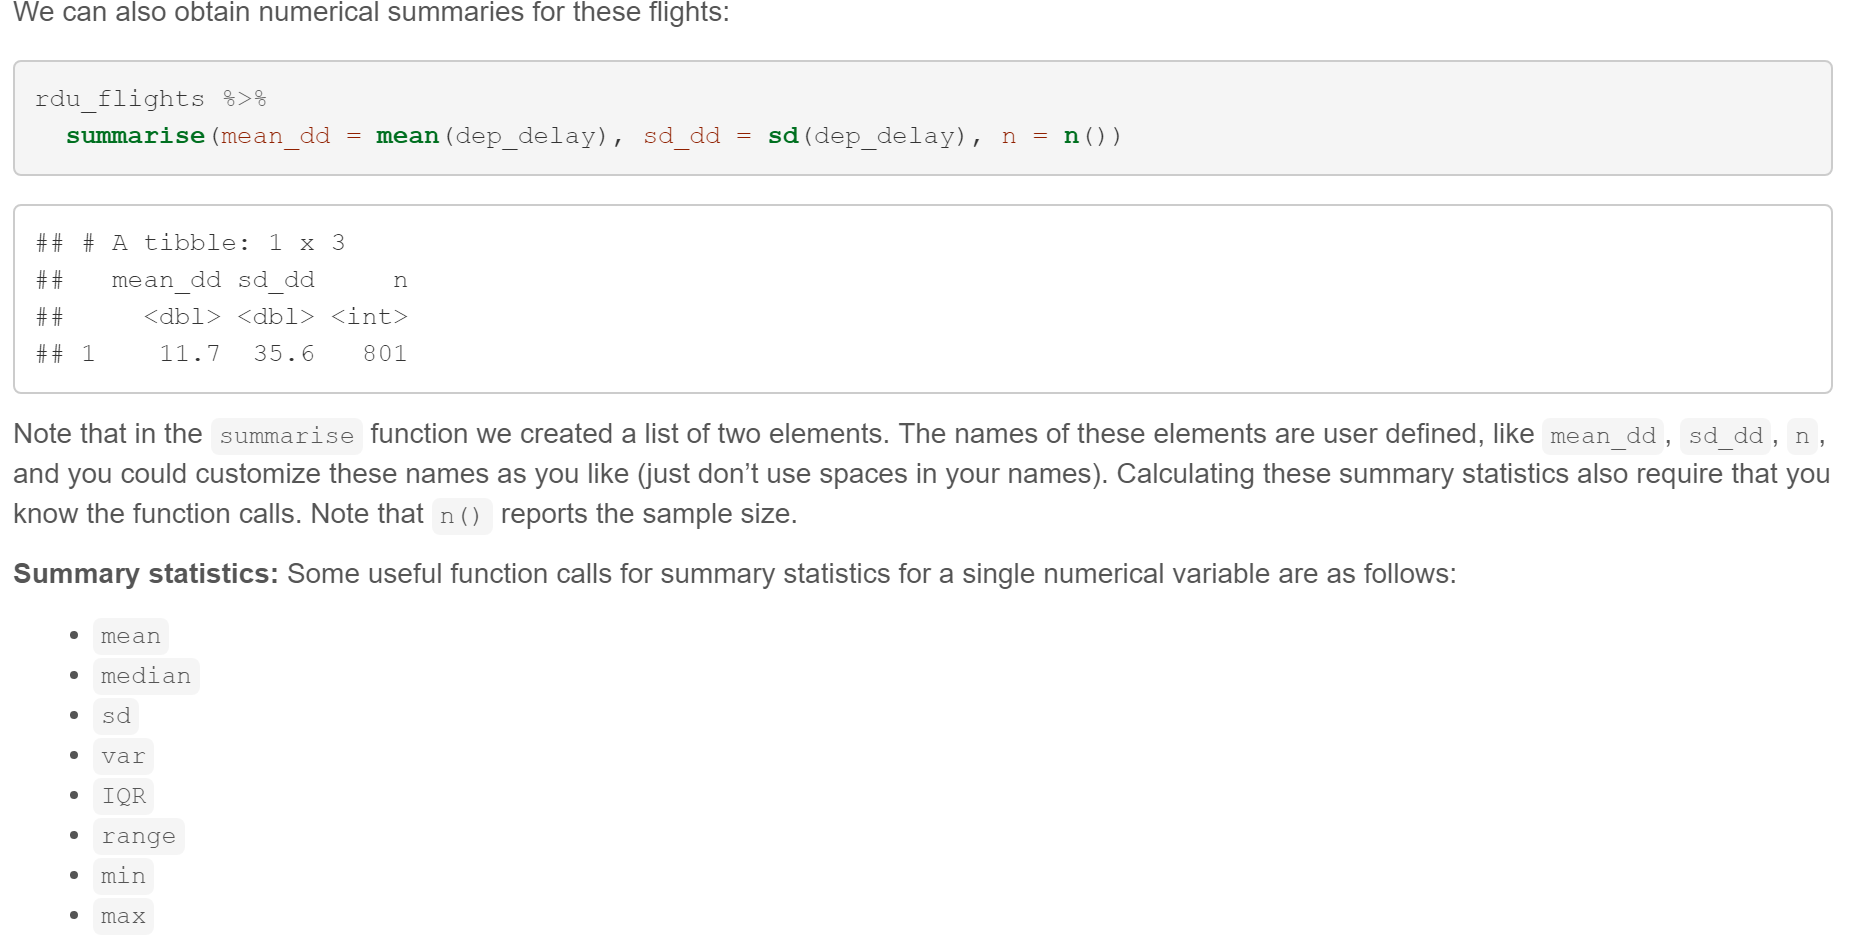 We can also obtain numerical summaries for these flights:
rdu_flights %>%
  summarise(mean_dd = mean(dep_delay), sd_dd = sd(dep_delay), n = n())
## # A tibble: 1 x 3
##   mean_dd sd_dd     n
##     <dbl> <dbl> <int>
## 1    11.7  35.6   801
Note that in the summarise function we created a list of two elements. The names of these elements are user defined, like mean_dd, sd_dd, n,
and you could customize these names as you like (just don’t use spaces in your names). Calculating these summary statistics also require that you
know the function calls. Note that n() reports the sample size.
Summary statistics: Some useful function calls for summary statistics for a single numerical variable are as follows:
• mean
• median
• sd
• var
• IQR
• range
• min
• max